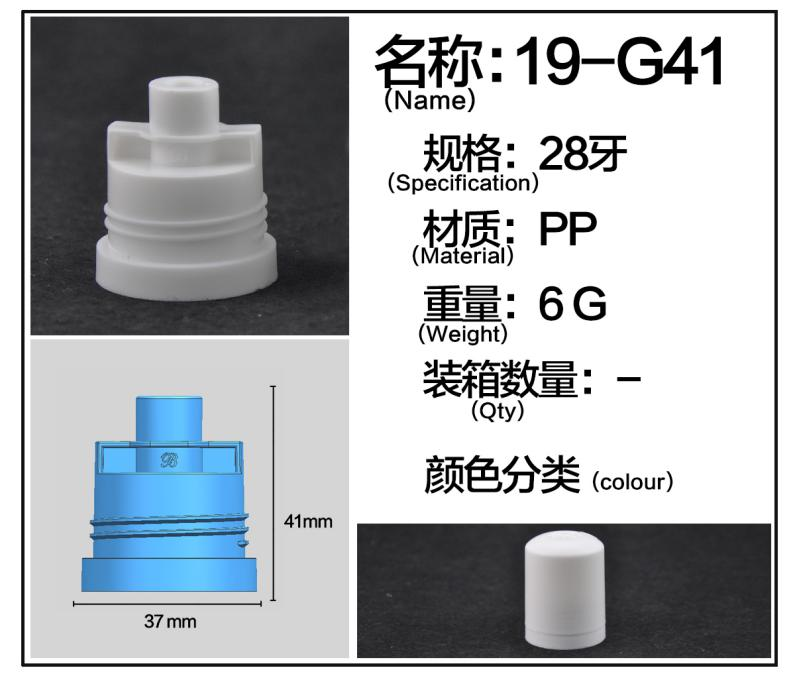 名称：19-G41
(Name)
规格：28牙
(Specification)
材质：PP
(Material)
重量：6G
(Weight)
装箱数量：-
(Qty)
颜色分类 (colour)
B
41mm
37mm